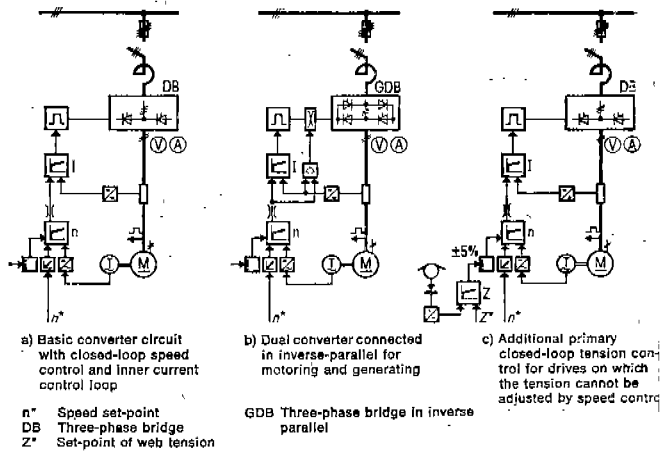 DB
GDB
DB
V A
V A
V A
I
I
I
n
n
n
±5%
T M
T M
Z
T M
n*
n*
Z*
n*
a) Basic converter circuit
with closed-loop speed
control and inner current
control loop
b) Dual converter connected
in inverse-parallel for
motoring and generating
c) Additional primary
closed-loop tension con-
trol for drives on which
the tension cannot be
adjusted by speed contro
n* Speed set-point
DB Three-phase bridge
Z* Set-point of web tension
GDB Three-phase bridge in inverse
parallel